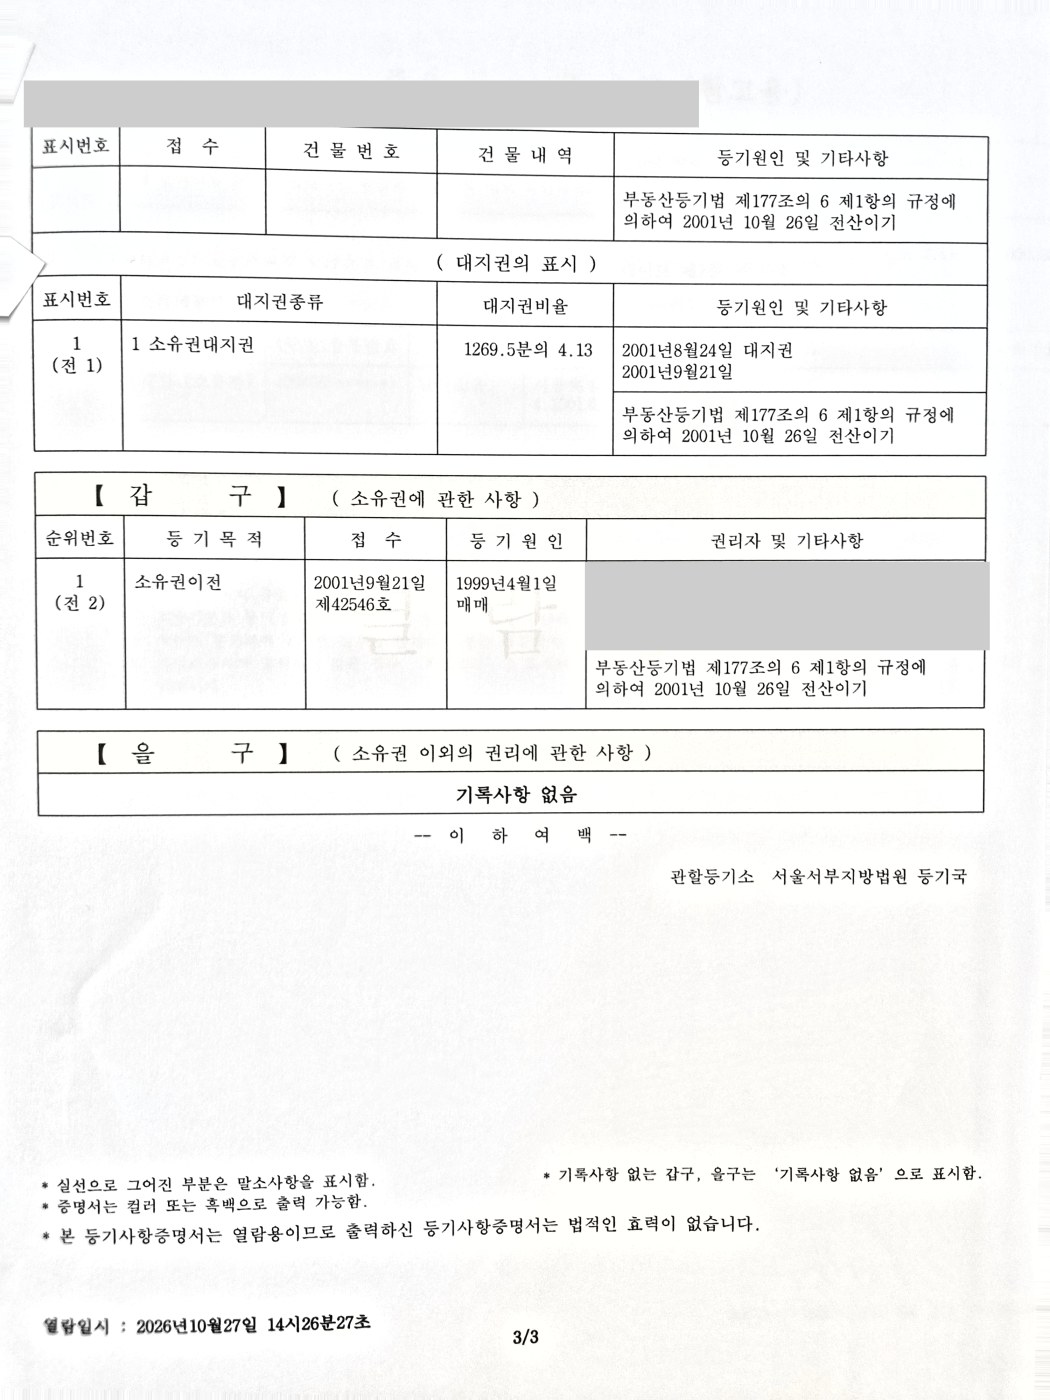 표시번호 접 수 건 물 번 호 건 물 내 역 등기원인 및 기타사항
부동산등기법 제177조의 6 제1항의 규정에
의하여 2001년 10월 26일 전산이기
( 대지권의 표시 )
표시번호 대지권종류 대지권비율 등기원인 및 기타사항
1 1 소유권대지권 1269.5분의 4.13 2001년8월24일 대지권
(전 1) 2001년9월21일
부동산등기법 제177조의 6 제1항의 규정에
의하여 2001년 10월 26일 전산이기
【 갑 구 】 ( 소유권에 관한 사항 )
순위번호 등 기 목 적 접 수 등 기 원 인 권리자 및 기타사항
1 소유권이전 2001년9월21일 1999년4월1일
(전 2) 제42546호 매매
열 람
부동산등기법 제177조의 6 제1항의 규정에
의하여 2001년 10월 26일 전산이기
【 을 구 】 ( 소유권 이외의 권리에 관한 사항 )
기록사항 없음
-- 이 하 여 백 --
관할등기소 서울서부지방법원 등기국
* 실선으로 그어진 부분은 말소사항을 표시함. * 기록사항 없는 갑구, 을구는 '기록사항 없음' 으로 표시함.
* 증명서는 컬러 또는 흑백으로 출력 가능함.
* 본 등기사항증명서는 열람용이므로 출력하신 등기사항증명서는 법적인 효력이 없습니다.
열람일시 : 2026년10월27일 14시26분27초
3/3